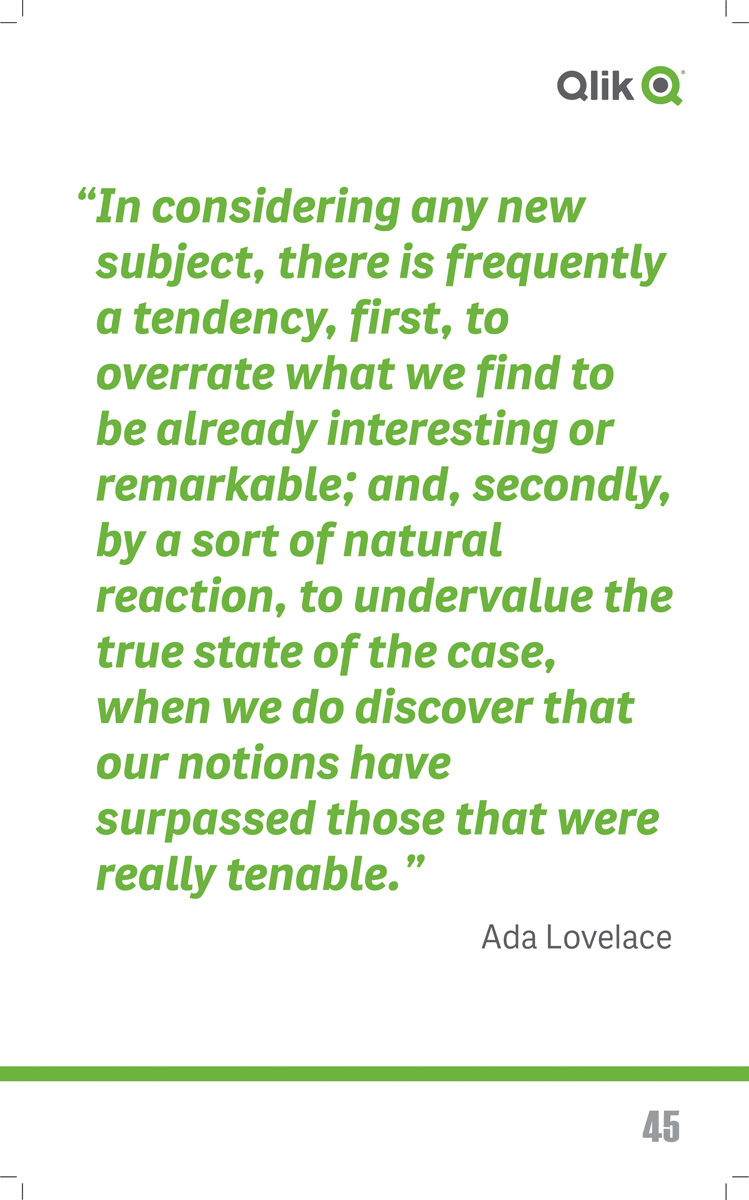 Qlik
“In considering any new
subject, there is frequently
a tendency, first, to
overrate what we find to
be already interesting or
remarkable; and, secondly,
by a sort of natural
reaction, to undervalue the
true state of the case,
when we do discover that
our notions have
surpassed those that were
really tenable.”
Ada Lovelace
45